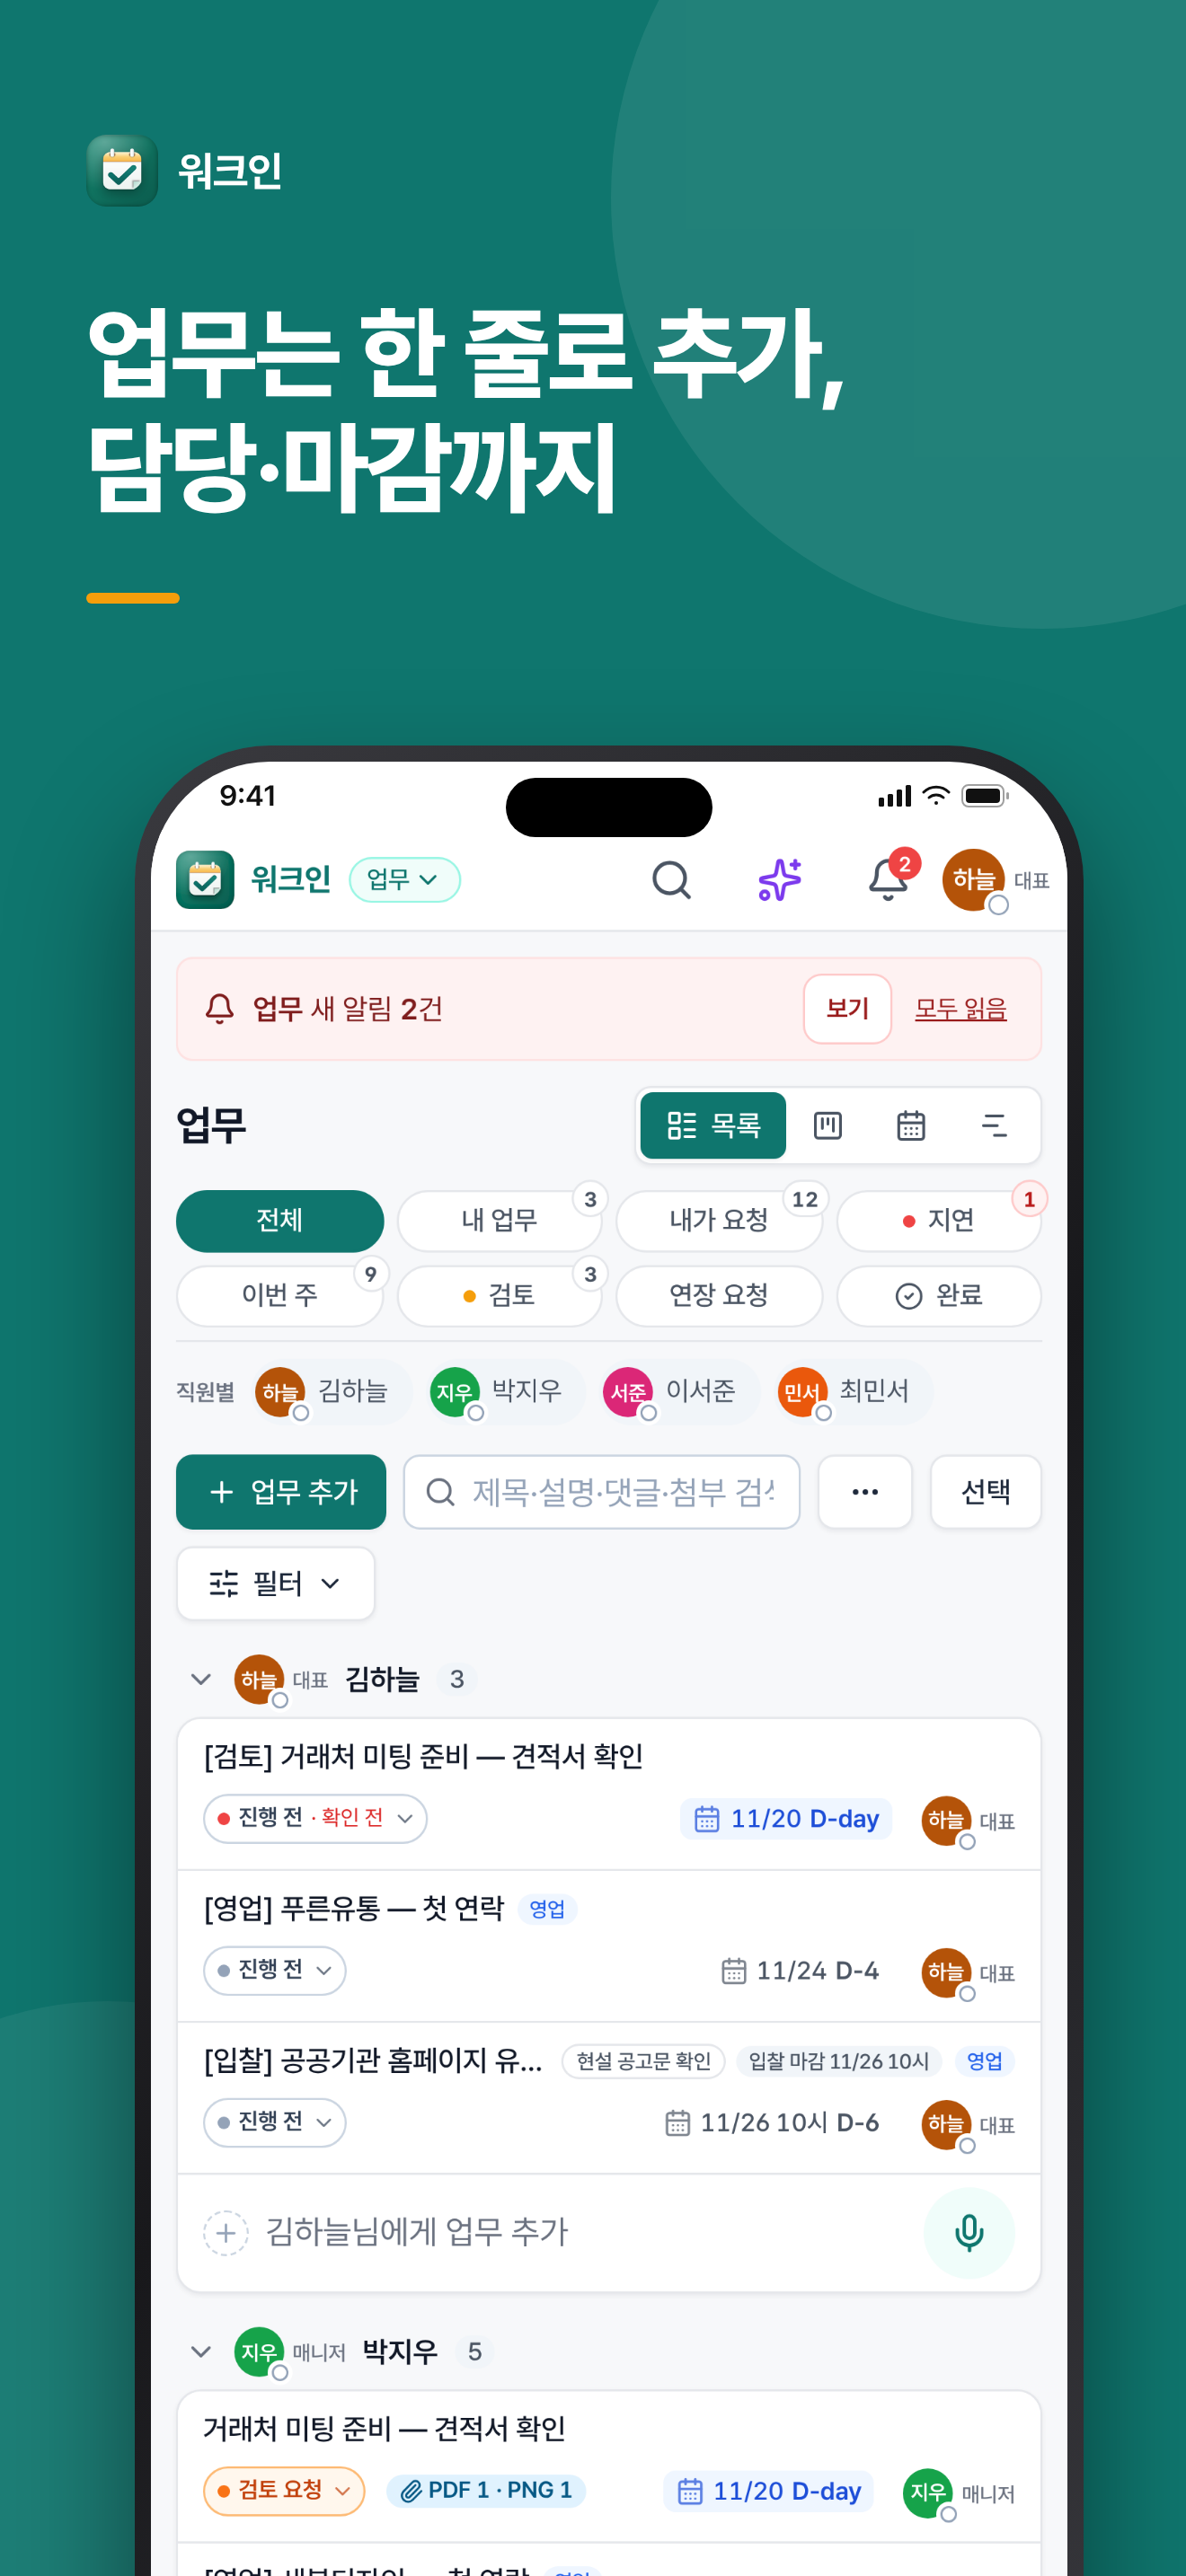 워크인
업무는 한 줄로 추가,
담당·마감까지
9:41
워크인 업무 2 하늘 대표
업무 새 알림 2건 보기 모두 읽음
업무 목록
전체 내 업무 3 내가 요청 12 지연 1
이번 주 9 검토 3 연장 요청 완료
직원별 하늘 김하늘 지우 박지우 서준 이서준 민서 최민서
업무 추가 제목·설명·댓글·첨부 ··· 선택
필터
하늘 대표 김하늘 3
[검토] 거래처 미팅 준비 — 견적서 확인
진행 전 · 확인 전 11/20 D-day 하늘 대표
[영업] 푸른유통 — 첫 연락 영업
진행 전 11/24 D-4 하늘 대표
[입찰] 공공기관 홈페이지 유... 현설 공고문 확인 입찰 마감 11/26 10시 영업
진행 전 11/26 10시 D-6 하늘 대표
김하늘님에게 업무 추가
지우 매니저 박지우 5
거래처 미팅 준비 — 견적서 확인
검토 요청 PDF 1 · PNG 1 11/20 D-day 지우 매니저